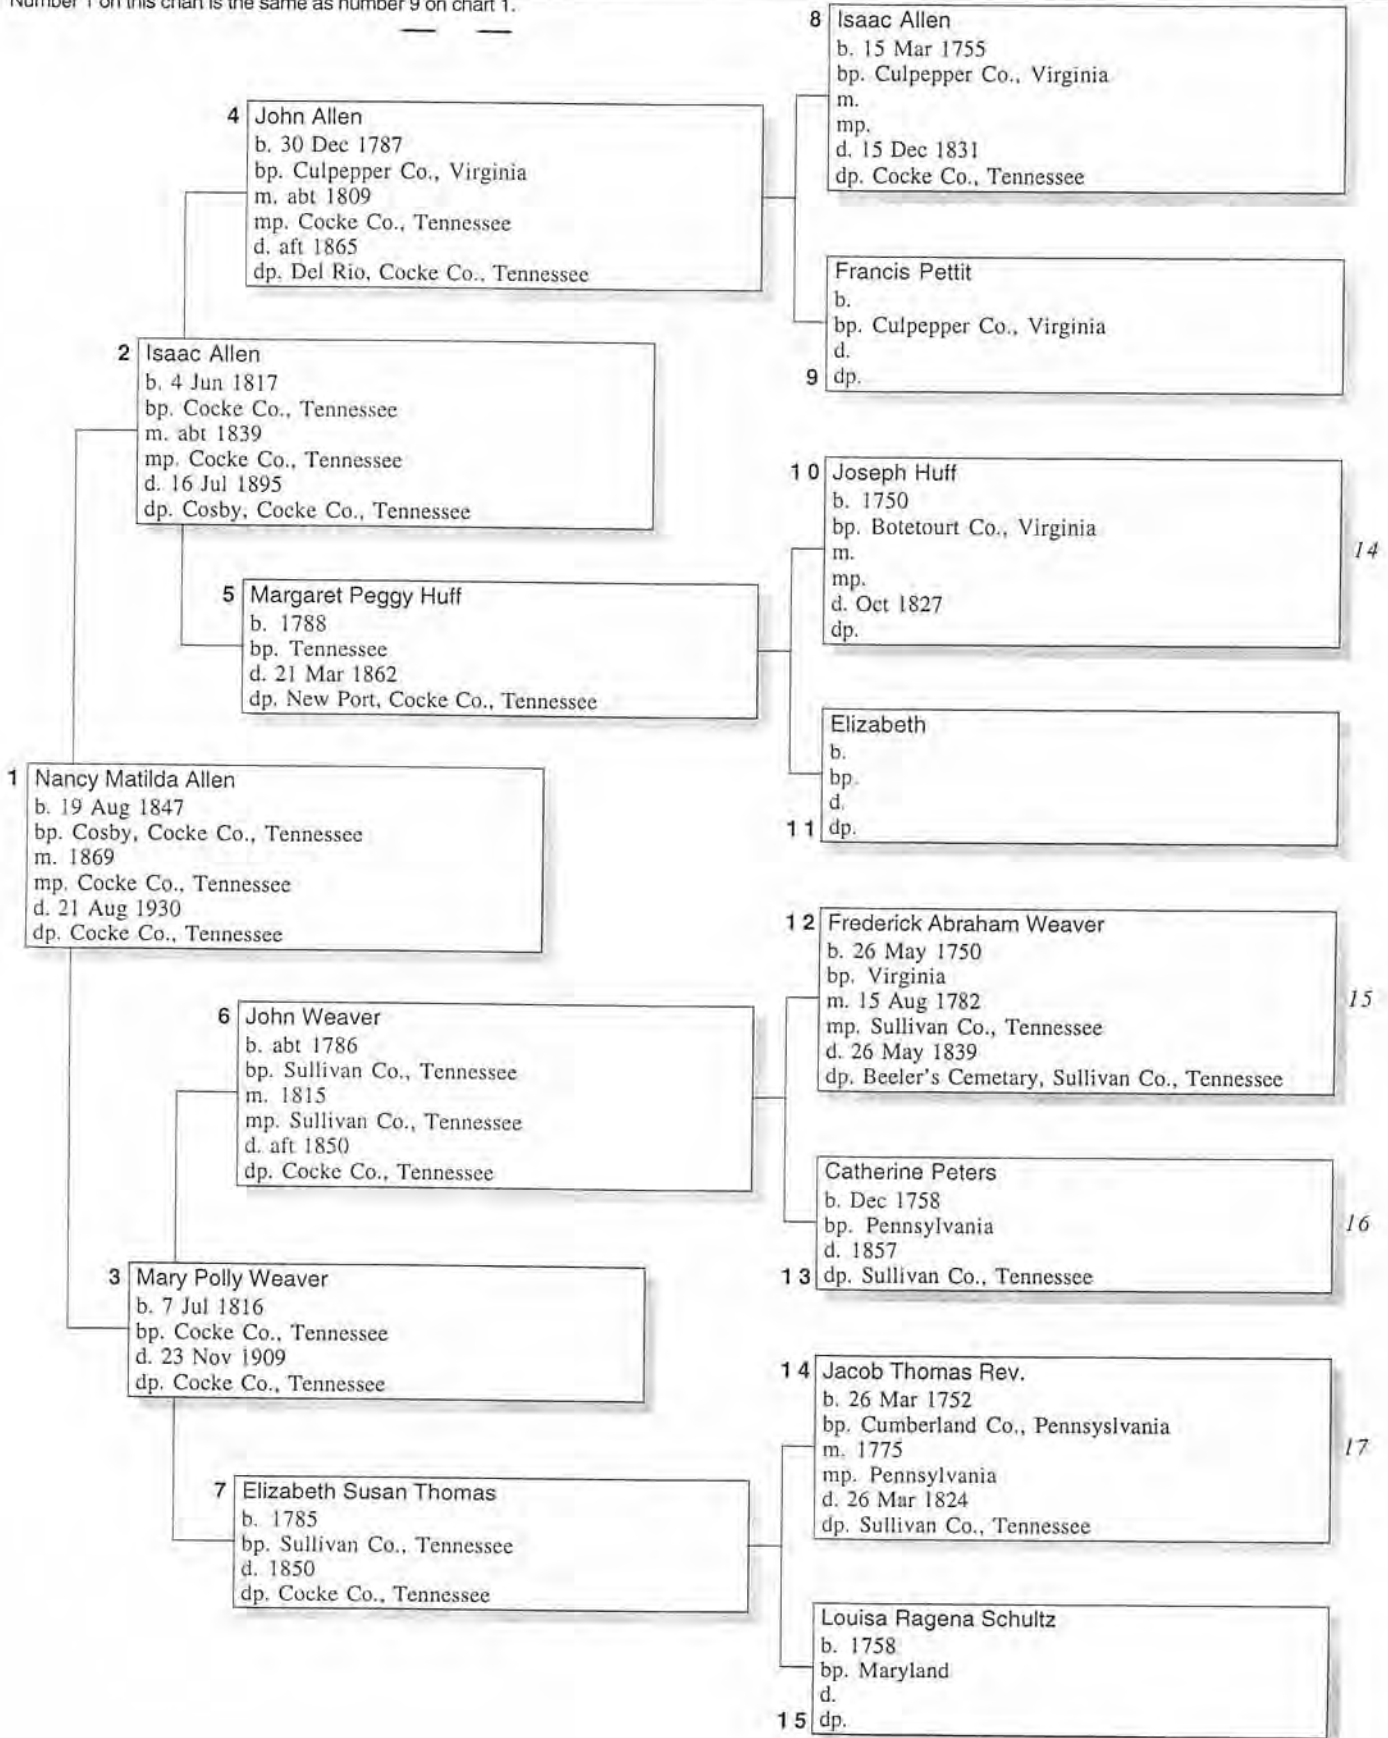 Number 1 on this chart is the same as number 9 on chart 1.
8 Isaac Allen
b. 15 Mar 1755
bp. Culpepper Co., Virginia
m.
mp.
d. 15 Dec 1831
dp. Cocke Co., Tennessee
4 John Allen
b. 30 Dec 1787
bp. Culpepper Co., Virginia
m. abt 1809
mp. Cocke Co., Tennessee
d. aft 1865
dp. Del Rio, Cocke Co., Tennessee
Francis Pettit
b.
bp. Culpepper Co., Virginia
d.
9 dp.
2 Isaac Allen
b. 4 Jun 1817
bp. Cocke Co., Tennessee
m. abt 1839
mp. Cocke Co., Tennessee
d. 16 Jul 1895
dp. Cosby, Cocke Co., Tennessee
10 Joseph Huff
b. 1750
bp. Botetourt Co., Virginia
m.
14
mp.
d. Oct 1827
dp.
5 Margaret Peggy Huff
b. 1788
bp. Tennessee
d. 21 Mar 1862
dp. New Port, Cocke Co., Tennessee
Elizabeth
b.
bp.
d.
11 dp.
1 Nancy Matilda Allen
b. 19 Aug 1847
bp. Cosby, Cocke Co., Tennessee
m. 1869
mp. Cocke Co., Tennessee
d. 21 Aug 1930
dp. Cocke Co., Tennessee
12 Frederick Abraham Weaver
b. 26 May 1750
bp. Virginia
m. 15 Aug 1782
15
mp. Sullivan Co., Tennessee
d. 26 May 1839
dp. Beeler's Cemetary, Sullivan Co., Tennessee
6 John Weaver
b. abt 1786
bp. Sullivan Co., Tennessee
m. 1815
mp. Sullivan Co., Tennessee
d. aft 1850
dp. Cocke Co., Tennessee
Catherine Peters
b. Dec 1758
bp. Pennsylvania
16
d. 1857
13 dp. Sullivan Co., Tennessee
3 Mary Polly Weaver
b. 7 Jul 1816
bp. Cocke Co., Tennessee
d. 23 Nov 1909
dp. Cocke Co., Tennessee
14 Jacob Thomas Rev.
b. 26 Mar 1752
bp. Cumberland Co., Pennsyslvania
m. 1775
17
mp. Pennsylvania
d. 26 Mar 1824
dp. Sullivan Co., Tennessee
7 Elizabeth Susan Thomas
b. 1785
bp. Sullivan Co., Tennessee
d. 1850
dp. Cocke Co., Tennessee
Louisa Ragena Schultz
b. 1758
bp. Maryland
d.
15 dp.